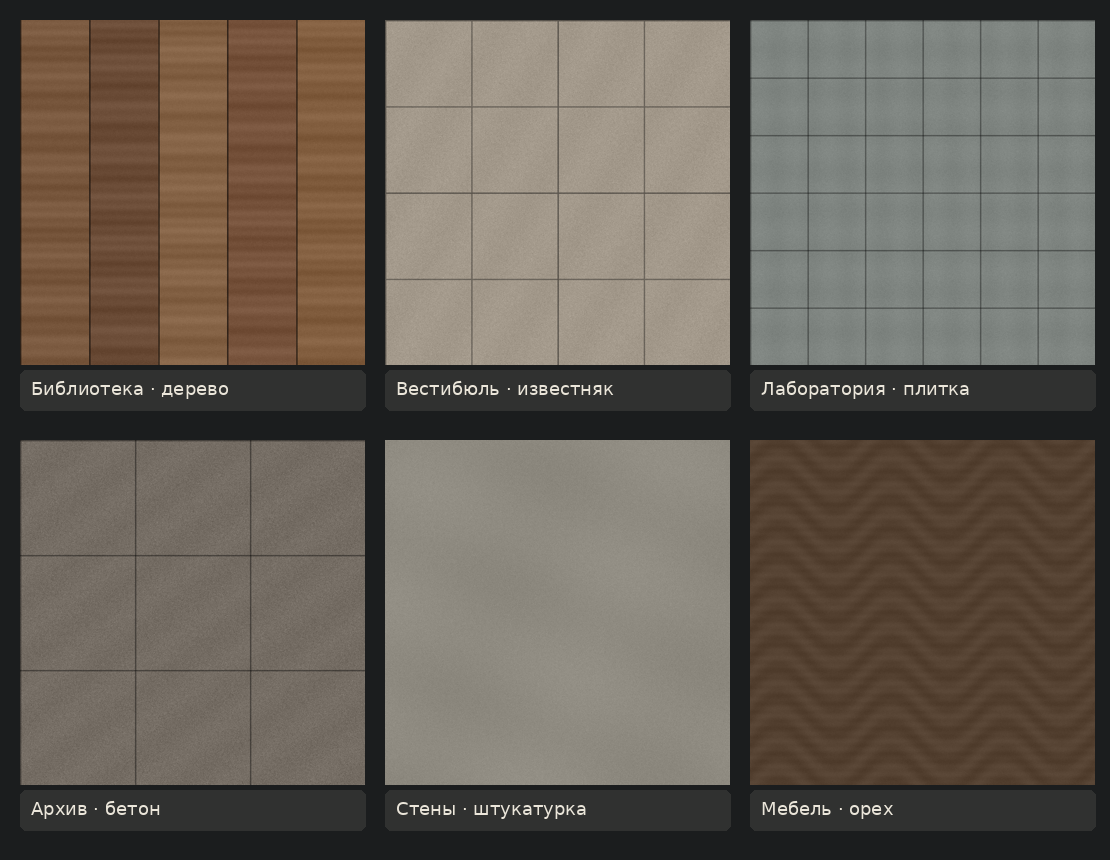 Библиотека · дерево
Вестибюль · известняк
Лаборатория · плитка
Архив · бетон
Стены · штукатурка
Мебель · орех